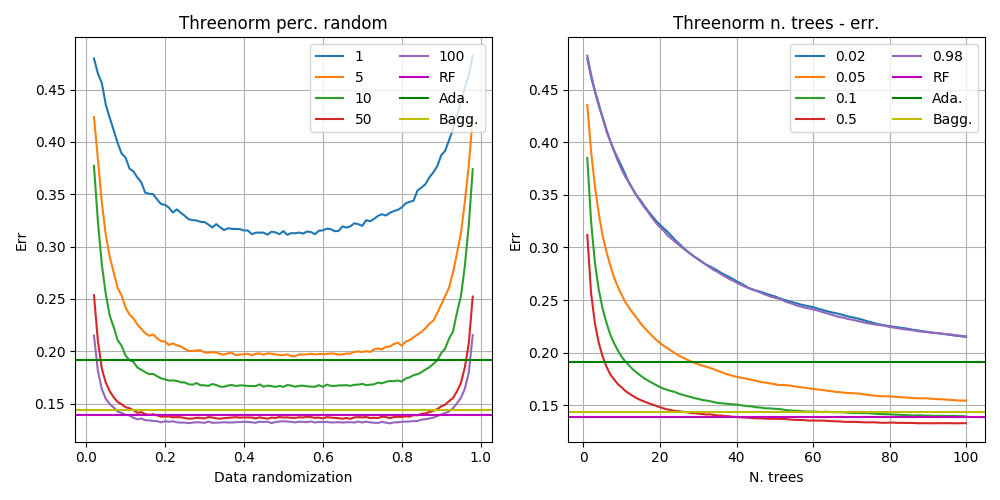 Threenorm perc. random
Err
0.45
0.40
0.35
0.30
0.25
0.20
0.15
1 100
5 RF
10 Ada.
50 Bagg.
0.0 0.2 0.4 0.6 0.8 1.0
Data randomization
Threenorm n. trees - err.
Err
0.45
0.40
0.35
0.30
0.25
0.20
0.15
0.02 0.98
0.05 RF
0.1 Ada.
0.5 Bagg.
0 20 40 60 80 100
N. trees